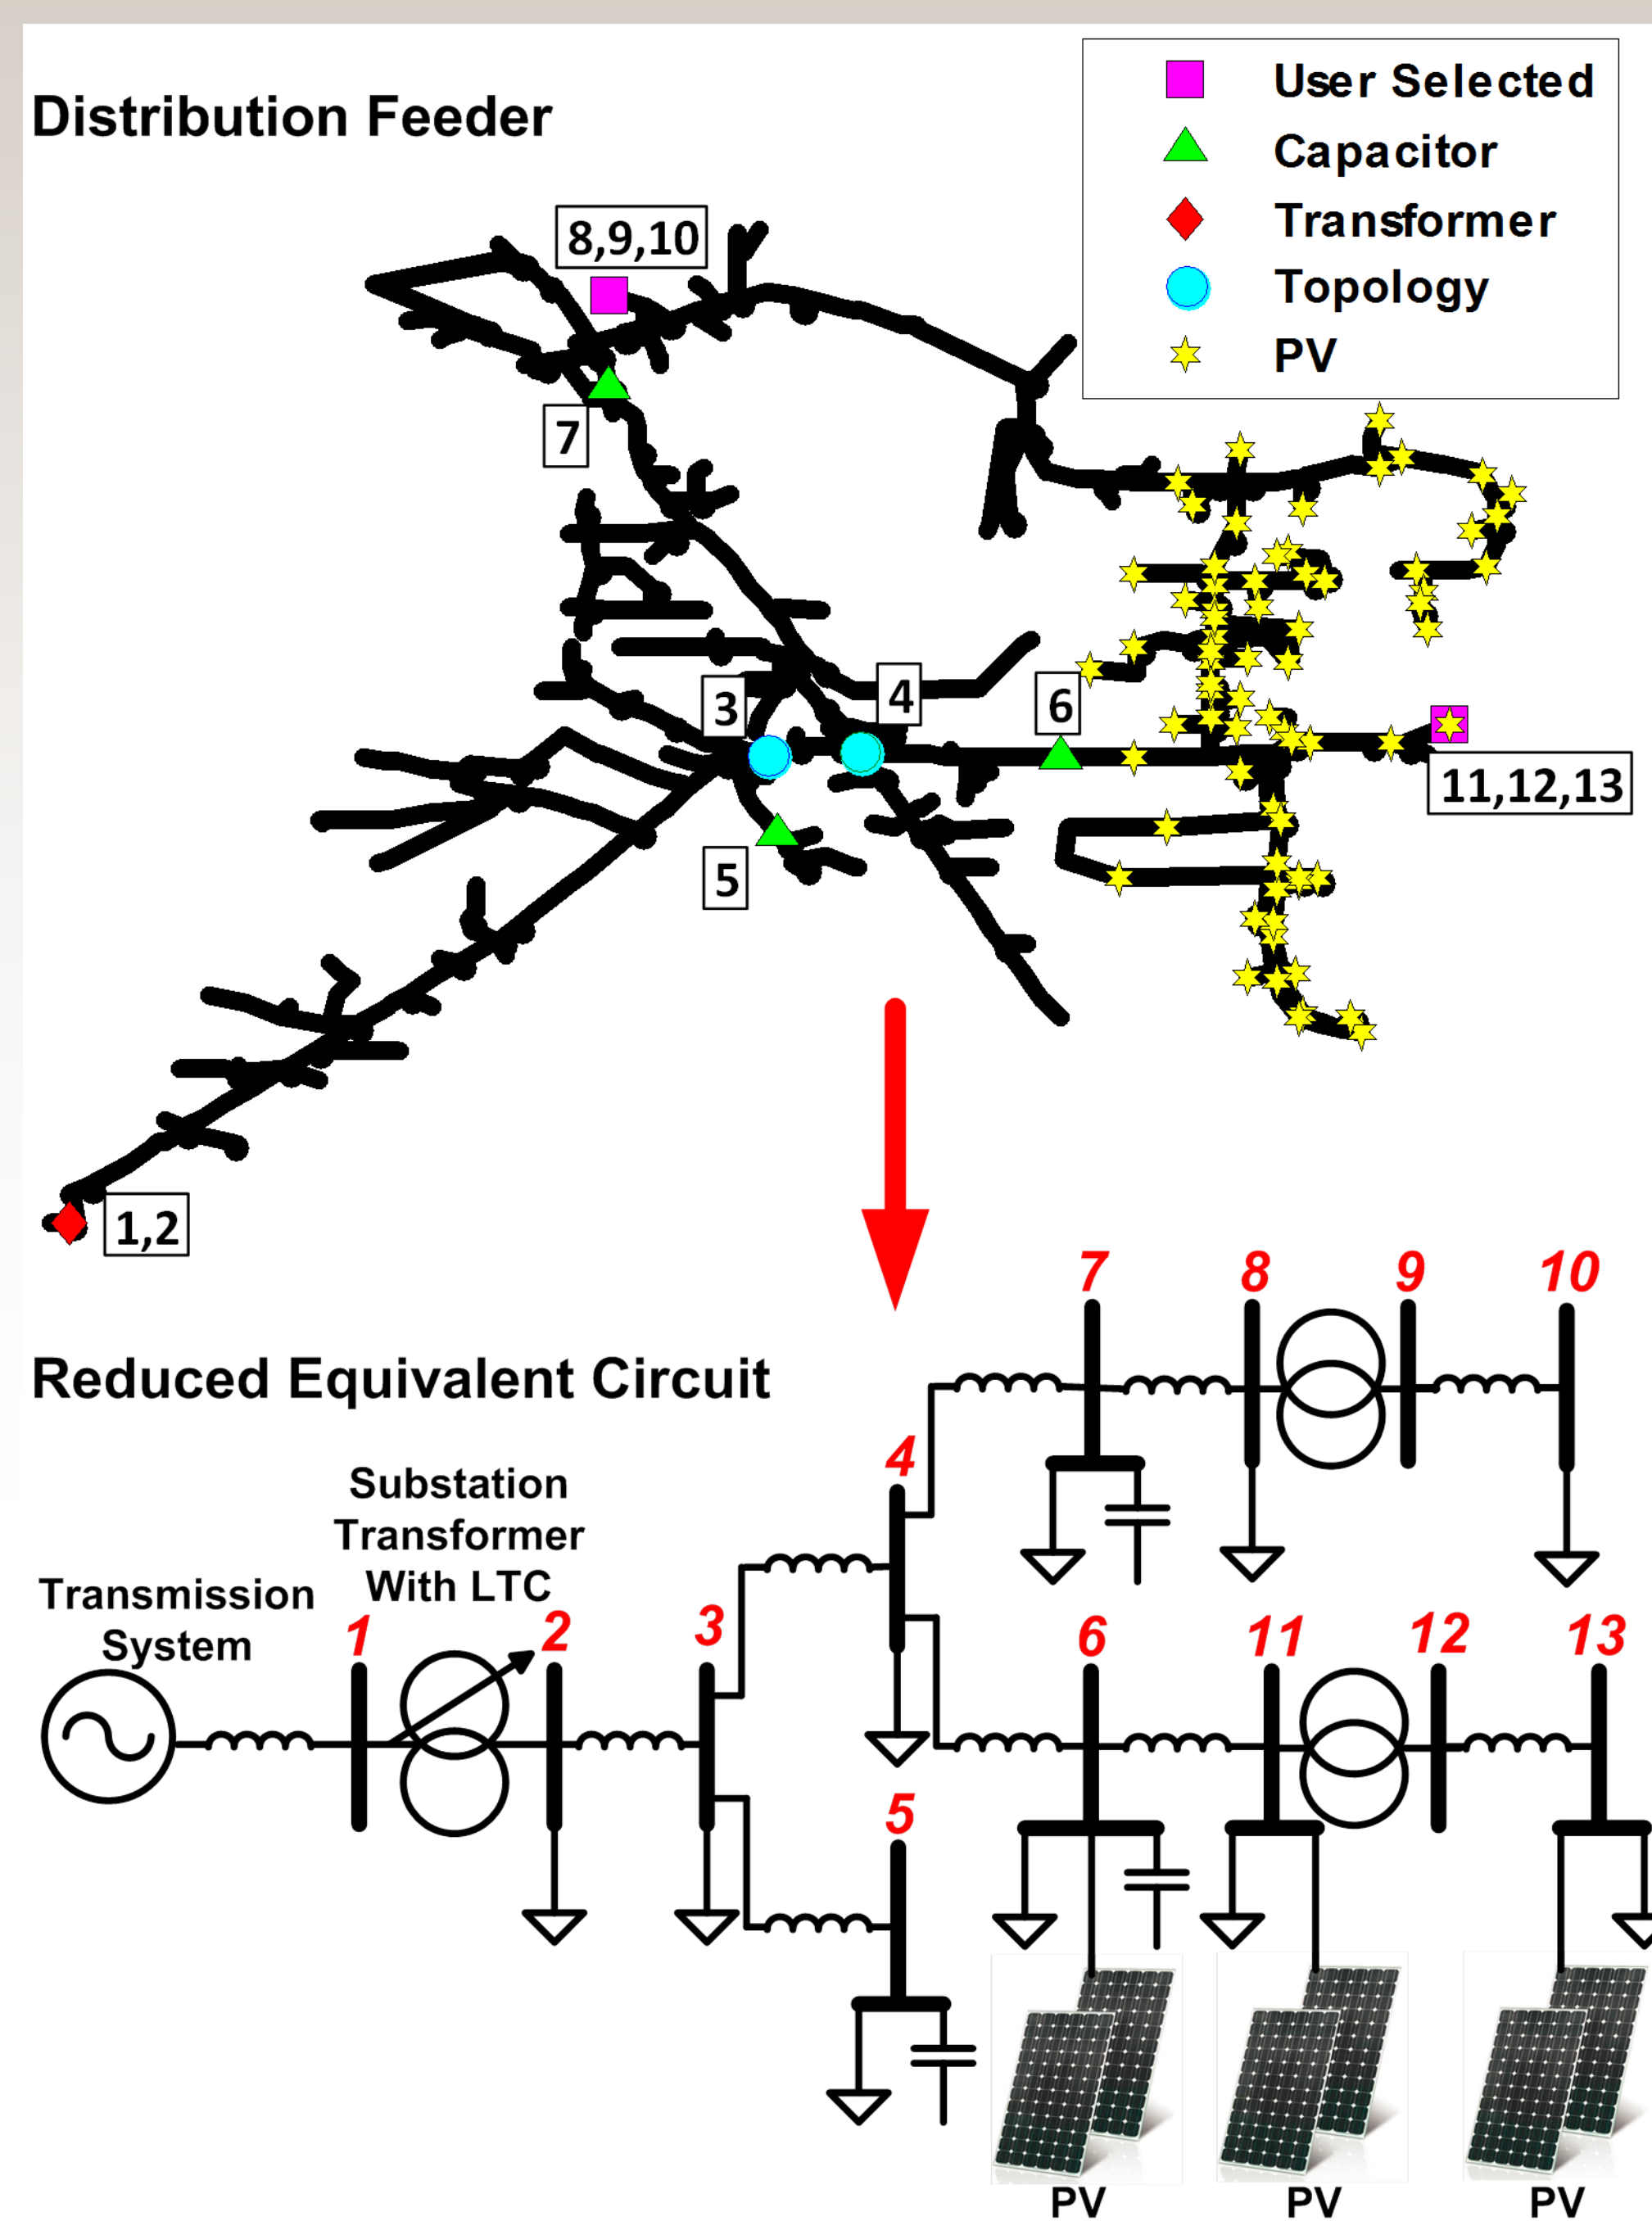 Distribution Feeder
User Selected
Capacitor
Transformer
Topology
PV
8,9,10
7
3
4
6
11,12,13
5
1,2
Reduced Equivalent Circuit
7
8
9
10
4
Substation
Transformer
With LTC
Transmission
System
1
2
3
6
11
12
13
5
PV
PV
PV